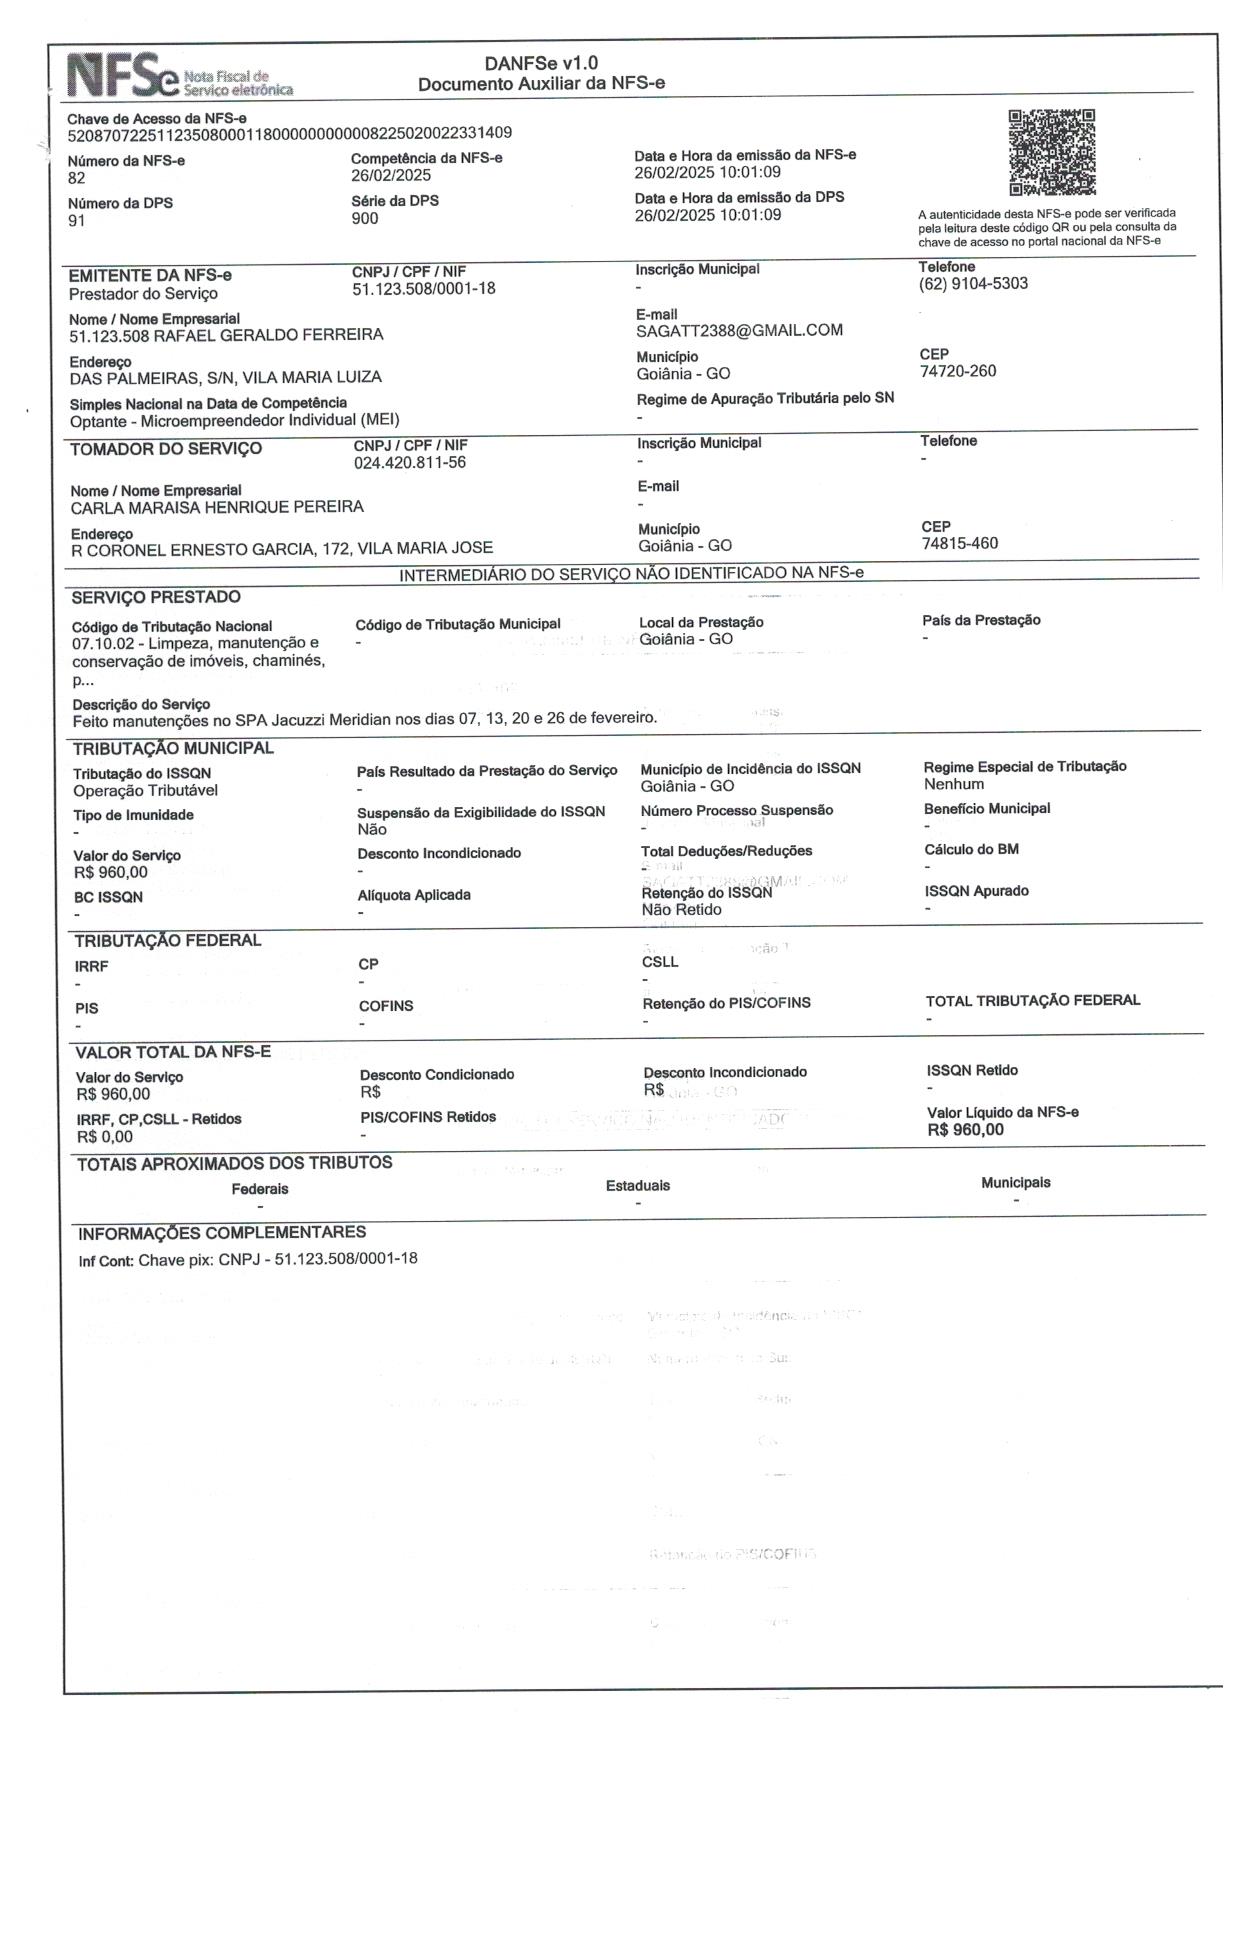 NFSe Nota Fiscal de
Serviço eletrônica
DANFSe v1.0
Documento Auxiliar da NFS-e
Chave de Acesso da NFS-e
52087072251123508000118000000000008225020022331409
Número da NFS-e
82
Competência da NFS-e
26/02/2025
Data e Hora da emissão da NFS-e
26/02/2025 10:01:09
Número da DPS
91
Série da DPS
900
Data e Hora da emissão da DPS
26/02/2025 10:01:09
A autenticidade desta NFS-e pode ser verificada
pela leitura deste código QR ou pela consulta da
chave de acesso no portal nacional da NFS-e
EMITENTE DA NFS-e
Prestador do Serviço
CNPJ / CPF / NIF
51.123.508/0001-18
Inscrição Municipal
-
Telefone
(62) 9104-5303
Nome / Nome Empresarial
51.123.508 RAFAEL GERALDO FERREIRA
E-mail
SAGATT2388@GMAIL.COM
Endereço
DAS PALMEIRAS, S/N, VILA MARIA LUIZA
Município
Goiânia - GO
CEP
74720-260
Simples Nacional na Data de Competência
Optante - Microempreendedor Individual (MEI)
Regime de Apuração Tributária pelo SN
-
TOMADOR DO SERVIÇO
CNPJ / CPF / NIF
024.420.811-56
Inscrição Municipal
-
Telefone
-
Nome / Nome Empresarial
CARLA MARAISA HENRIQUE PEREIRA
E-mail
-
Endereço
R CORONEL ERNESTO GARCIA, 172, VILA MARIA JOSE
Município
Goiânia - GO
CEP
74815-460
INTERMEDIÁRIO DO SERVIÇO NÃO IDENTIFICADO NA NFS-e
SERVIÇO PRESTADO
Código de Tributação Nacional
07.10.02 - Limpeza, manutenção e
conservação de imóveis, chaminés,
p...
Código de Tributação Municipal
-
Local da Prestação
Goiânia - GO
País da Prestação
-
Descrição do Serviço
Feito manutenções no SPA Jacuzzi Meridian nos dias 07, 13, 20 e 26 de fevereiro.
TRIBUTAÇÃO MUNICIPAL
Tributação do ISSQN
Operação Tributável
País Resultado da Prestação do Serviço
-
Município de Incidência do ISSQN
Goiânia - GO
Regime Especial de Tributação
Nenhum
Tipo de Imunidade
-
Suspensão da Exigibilidade do ISSQN
Não
Número Processo Suspensão
-
Benefício Municipal
-
Valor do Serviço
R$ 960,00
Desconto Incondicionado
-
Total Deduções/Reduções
-
Cálculo do BM
-
BC ISSQN
-
Alíquota Aplicada
-
Retenção do ISSQN
Não Retido
ISSQN Apurado
-
TRIBUTAÇÃO FEDERAL
IRRF
-
CP
-
CSLL
-
PIS
-
COFINS
-
Retenção do PIS/COFINS
-
TOTAL TRIBUTAÇÃO FEDERAL
-
VALOR TOTAL DA NFS-E
Valor do Serviço
R$ 960,00
Desconto Condicionado
R$
Desconto Incondicionado
R$
ISSQN Retido
-
IRRF, CP,CSLL - Retidos
R$ 0,00
PIS/COFINS Retidos
-
Valor Líquido da NFS-e
R$ 960,00
TOTAIS APROXIMADOS DOS TRIBUTOS
Federais
-
Estaduais
-
Municipais
-
INFORMAÇÕES COMPLEMENTARES
Inf Cont: Chave pix: CNPJ - 51.123.508/0001-18